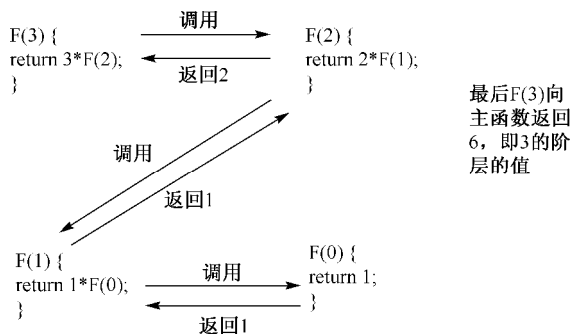 调用
F(3) {
return 3*F(2);
}
返回2
F(2) {
return 2*F(1);
}
最后F(3)向
主函数返回
6，即3的阶
层的值
调用
返回1
F(1) {
return 1*F(0);
}
调用
返回1
F(0) {
return 1;
}